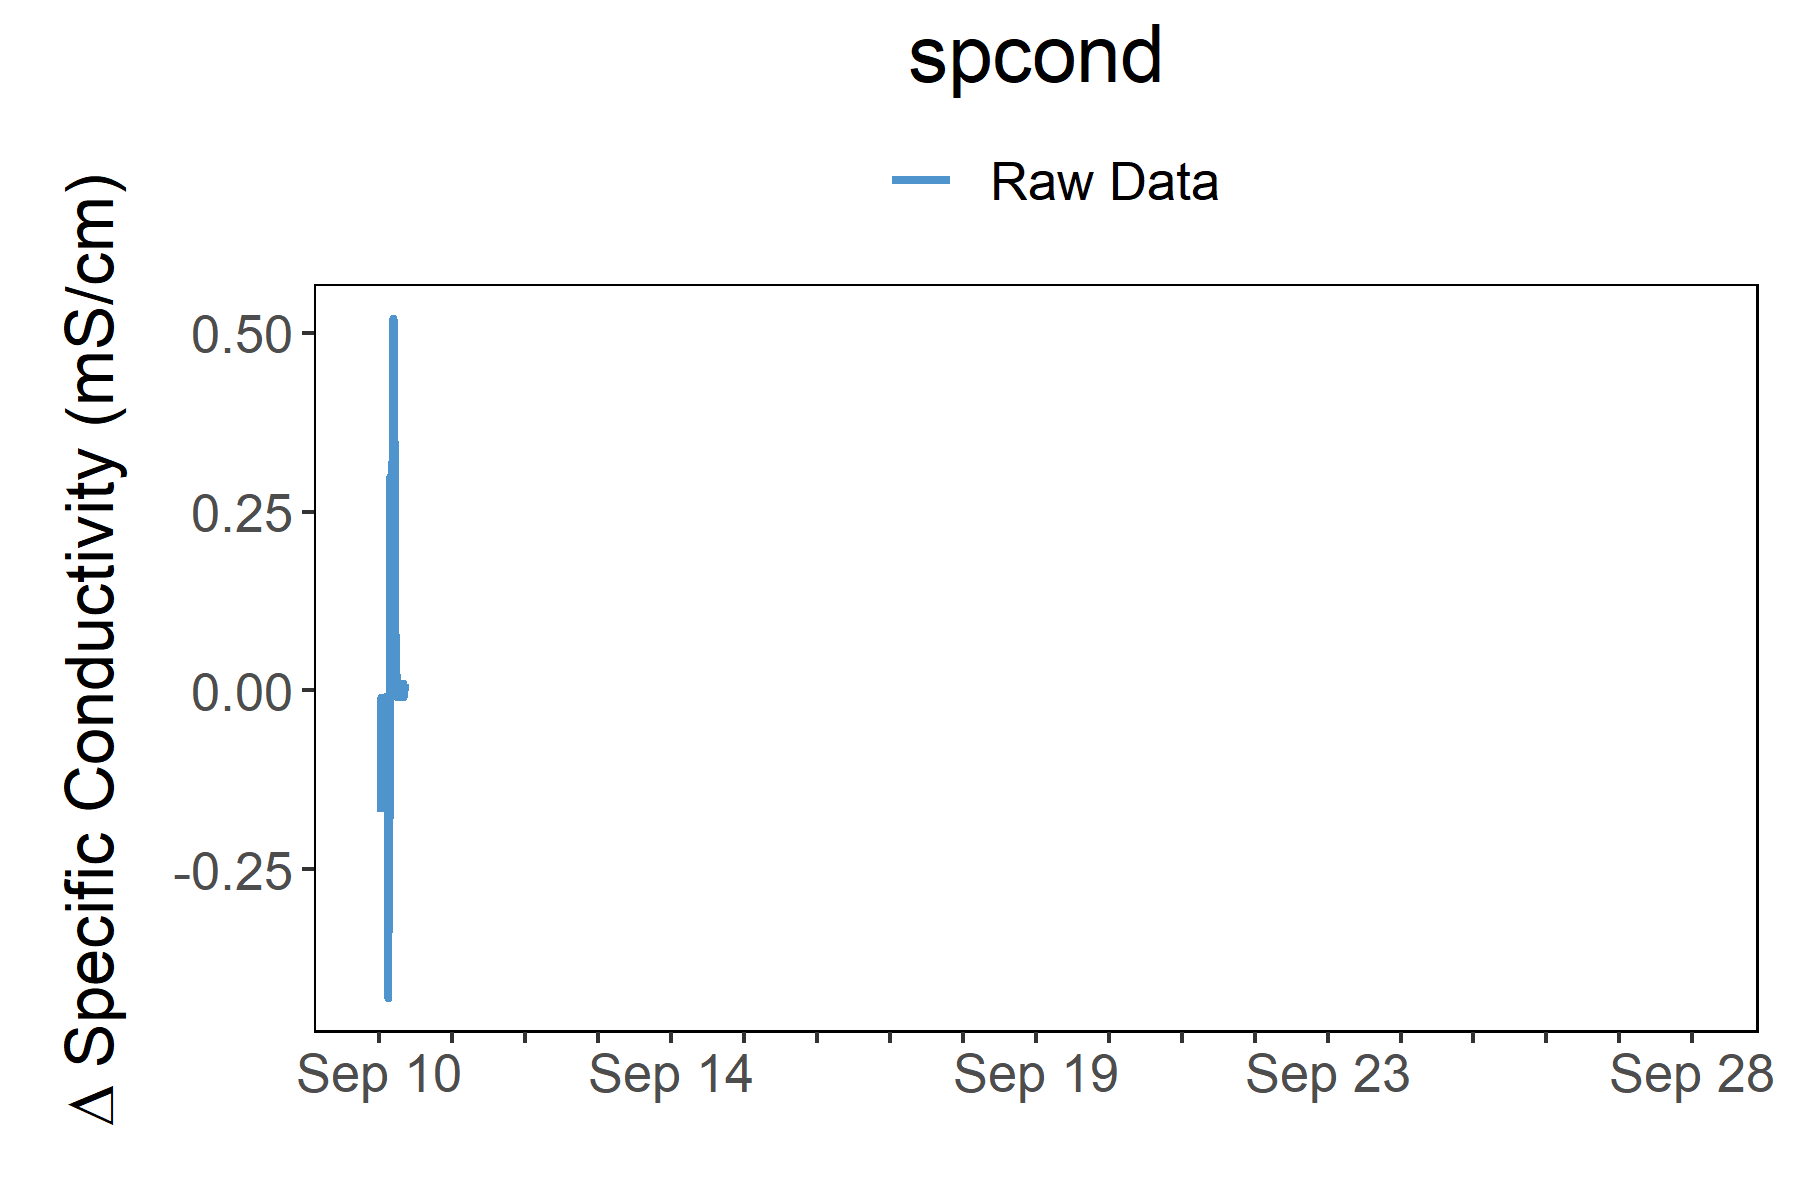 spcond
Raw Data
Δ Specific Conductivity (mS/cm)
0.50
0.25
0.00
-0.25
Sep 10 Sep 14 Sep 19 Sep 23 Sep 28